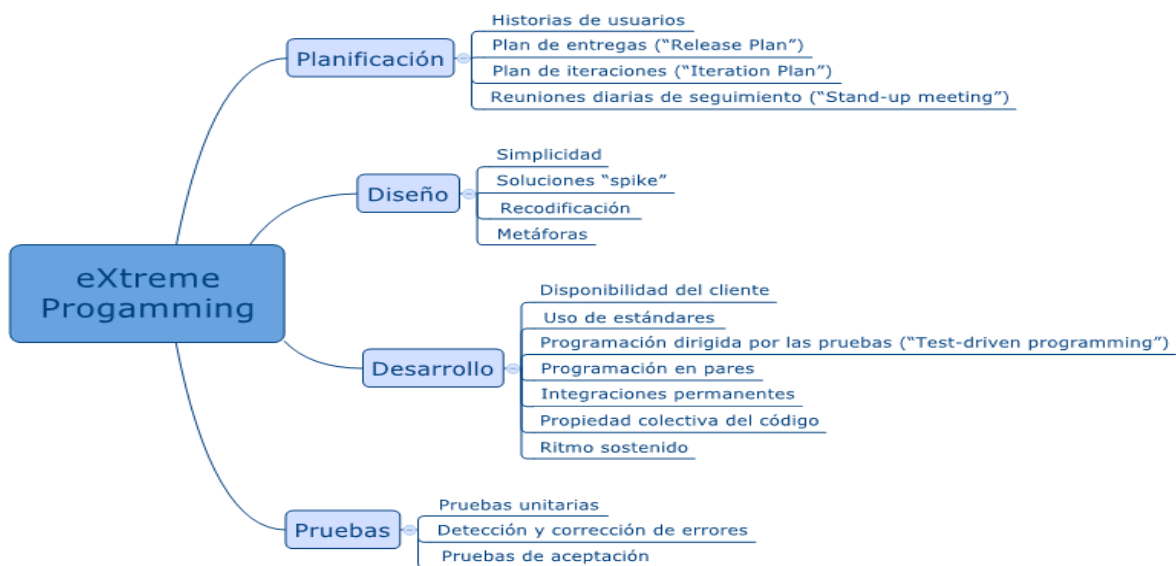 Historias de usuarios
Planificación
Plan de entregas (“Release Plan”)
Plan de iteraciones (“Iteration Plan”)
Reuniones diarias de seguimiento (“Stand-up meeting”)
Simplicidad
Diseño
Soluciones “spike”
Recodificación
Metáforas
eXtreme
Progamming
Disponibilidad del cliente
Uso de estándares
Programación dirigida por las pruebas (“Test-driven programming”)
Desarrollo
Programación en pares
Integraciones permanentes
Propiedad colectiva del código
Ritmo sostenido
Pruebas unitarias
Pruebas
Detección y corrección de errores
Pruebas de aceptación